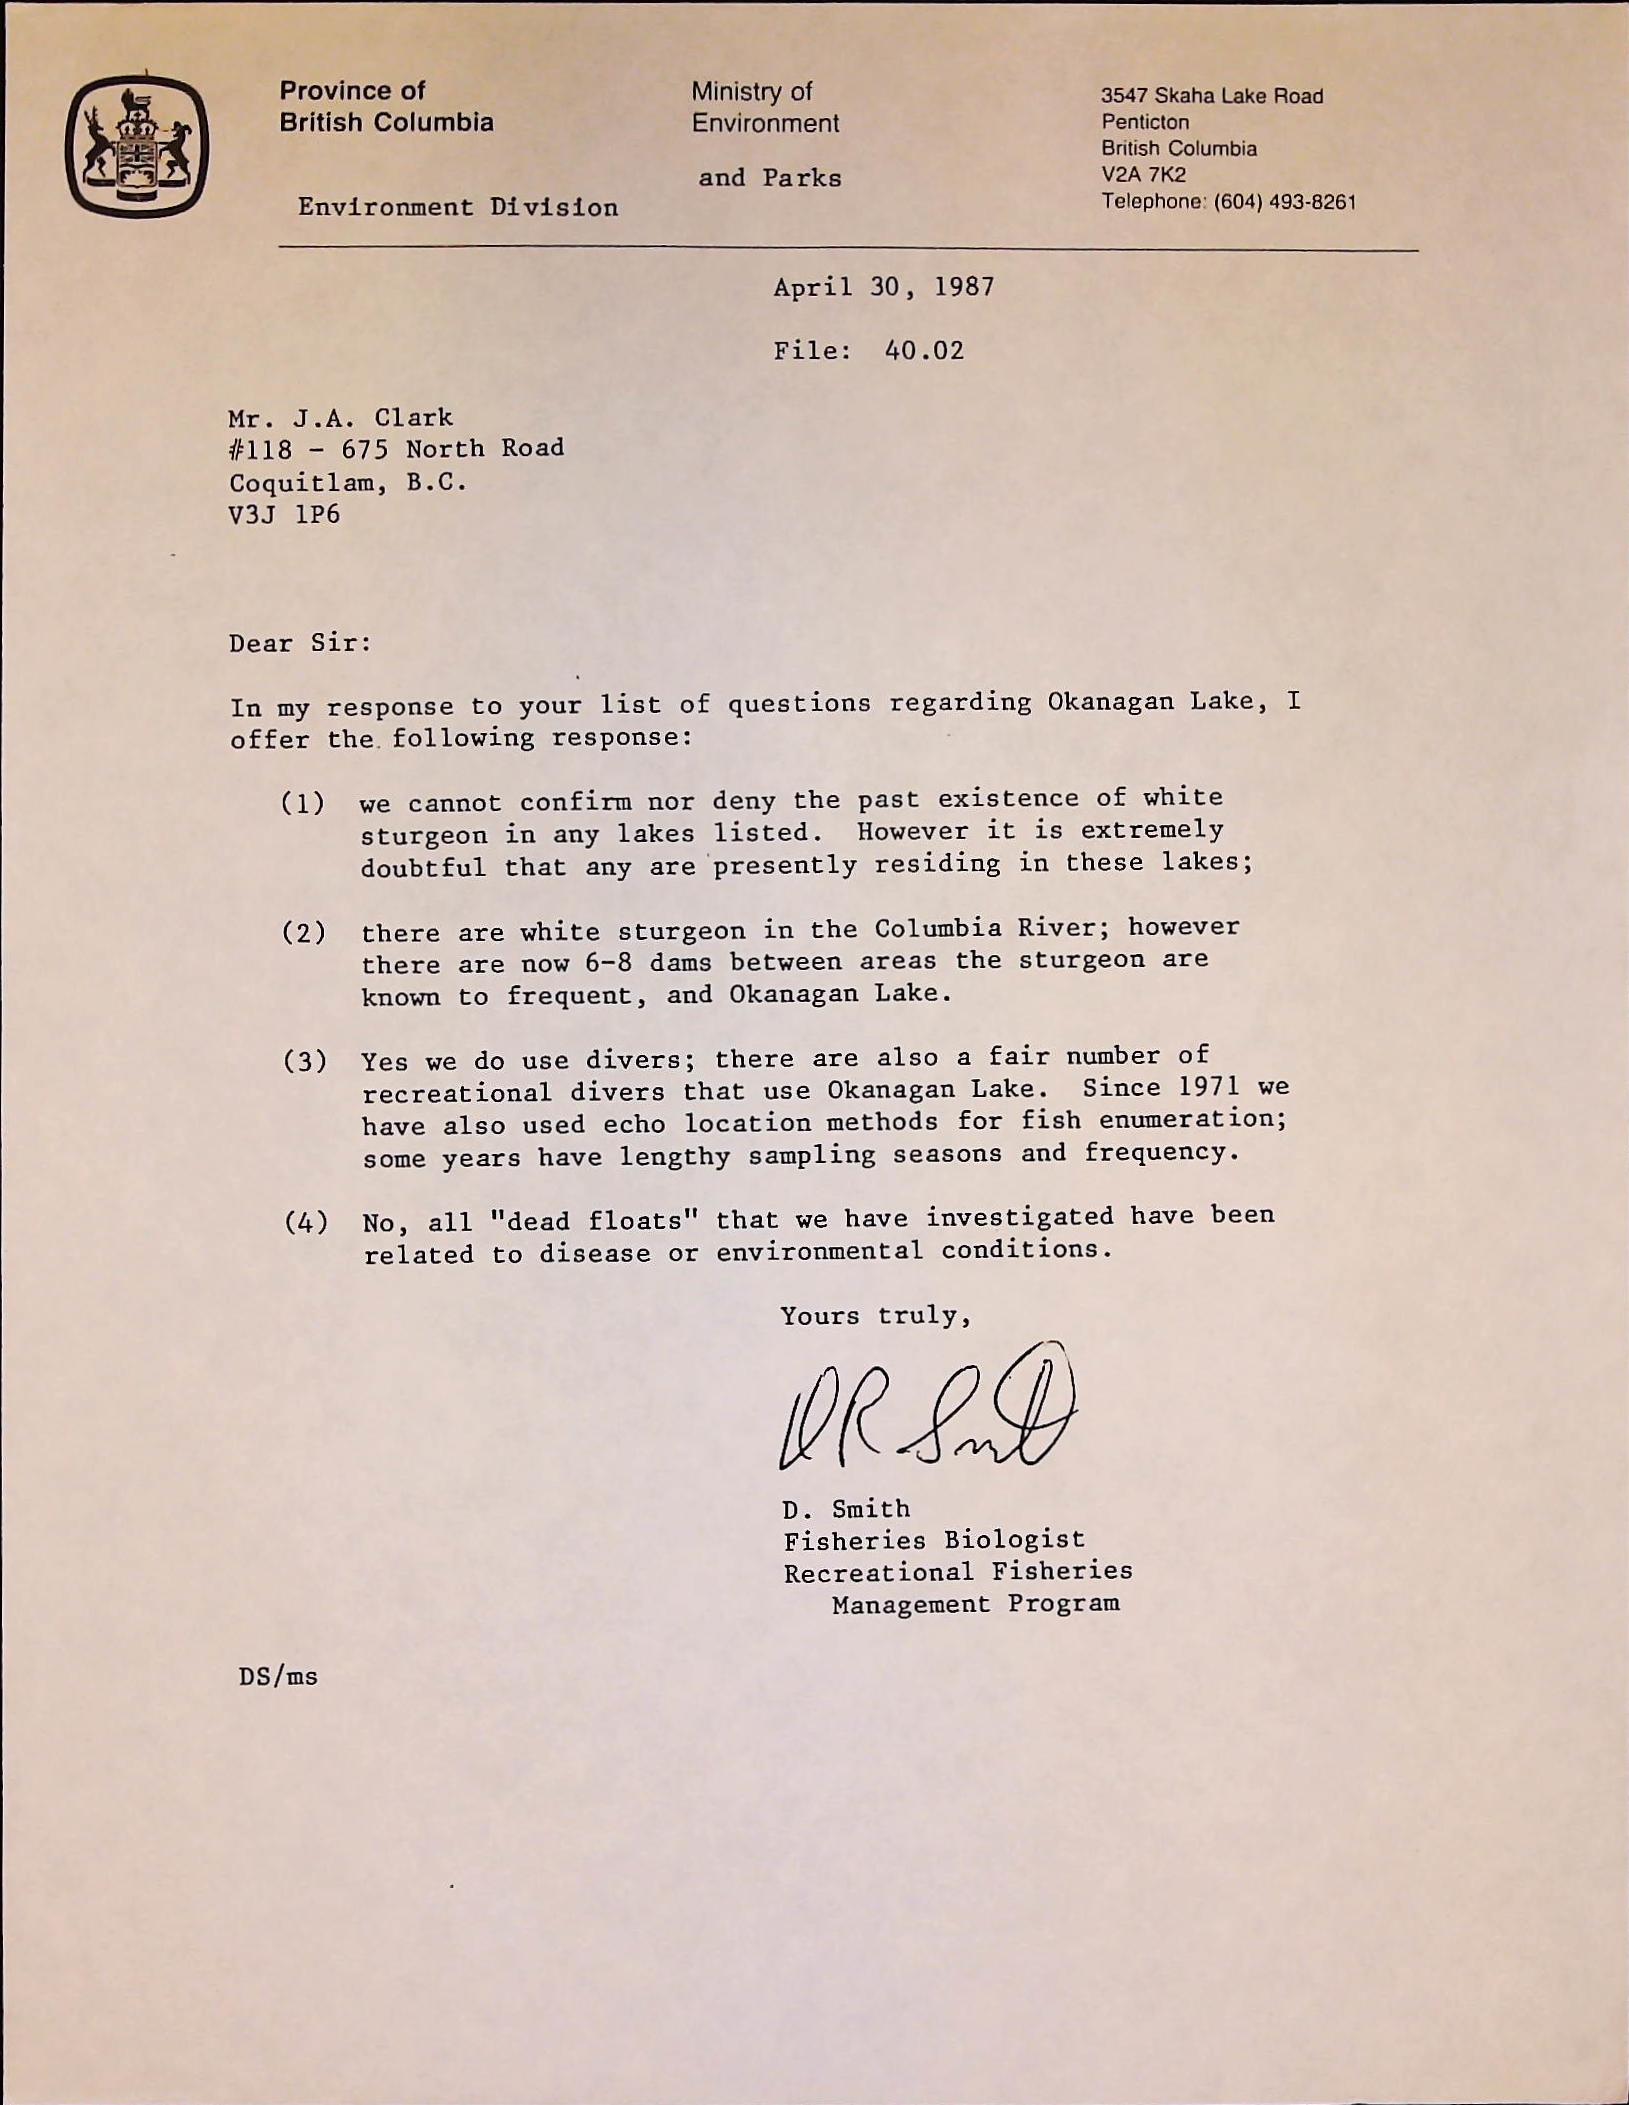 Province of
British Columbia
Environment Division
Ministry of
Environment
and Parks
3547 Skaha Lake Road
Penticton
British Columbia
V2A 7K2
Telephone: (604) 493-8261
April 30, 1987
File: 40.02
Mr. J.A. Clark
#118 - 675 North Road
Coquitlam, B.C.
V3J 1P6
Dear Sir:
In my response to your list of questions regarding Okanagan Lake, I
offer the following response:
(1) we cannot confirm nor deny the past existence of white
sturgeon in any lakes listed. However it is extremely
doubtful that any are presently residing in these lakes;
(2) there are white sturgeon in the Columbia River; however
there are now 6-8 dams between areas the sturgeon are
known to frequent, and Okanagan Lake.
(3) Yes we do use divers; there are also a fair number of
recreational divers that use Okanagan Lake. Since 1971 we
have also used echo location methods for fish enumeration;
some years have lengthy sampling seasons and frequency.
(4) No, all "dead floats" that we have investigated have been
related to disease or environmental conditions.
Yours truly,
DR Smith
D. Smith
Fisheries Biologist
Recreational Fisheries
Management Program
DS/ms